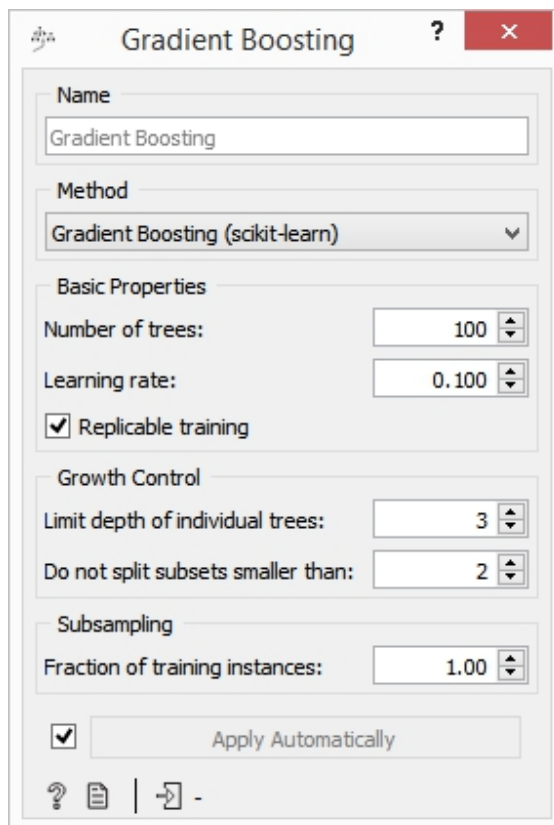 Gradient Boosting
?
×
Name
Gradient Boosting
Method
Gradient Boosting (scikit-learn)
Basic Properties
Number of trees: 100
Learning rate: 0.100
Replicable training
Growth Control
Limit depth of individual trees: 3
Do not split subsets smaller than: 2
Subsampling
Fraction of training instances: 1.00
Apply Automatically
? | -